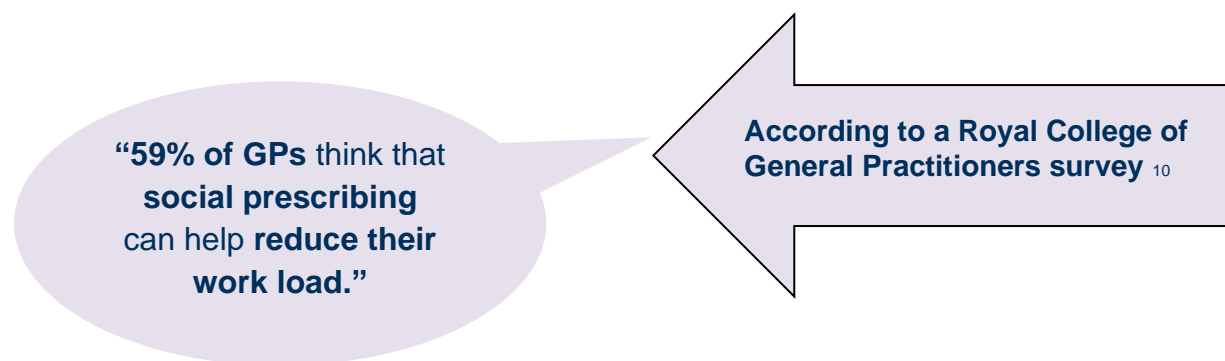 “59% of GPs think that
social prescribing
can help reduce their
work load.”
According to a Royal College of
General Practitioners survey 10